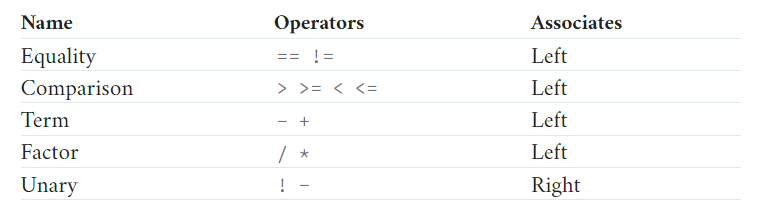 Name Operators Associates
Equality == != Left
Comparison > >= < <= Left
Term - + Left
Factor / * Left
Unary ! - Right